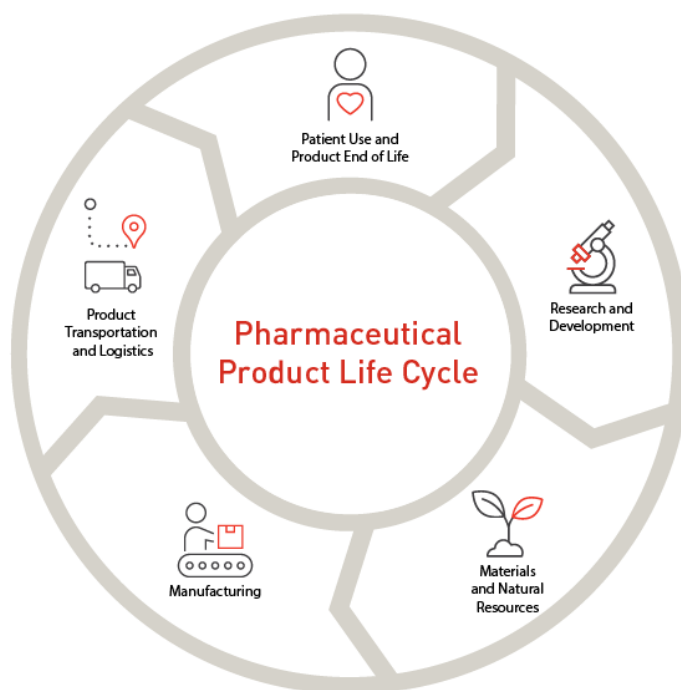 Patient Use and
Product End of Life
Research and
Development
Materials
and Natural
Resources
Manufacturing
Product
Transportation
and Logistics
Pharmaceutical
Product Life Cycle